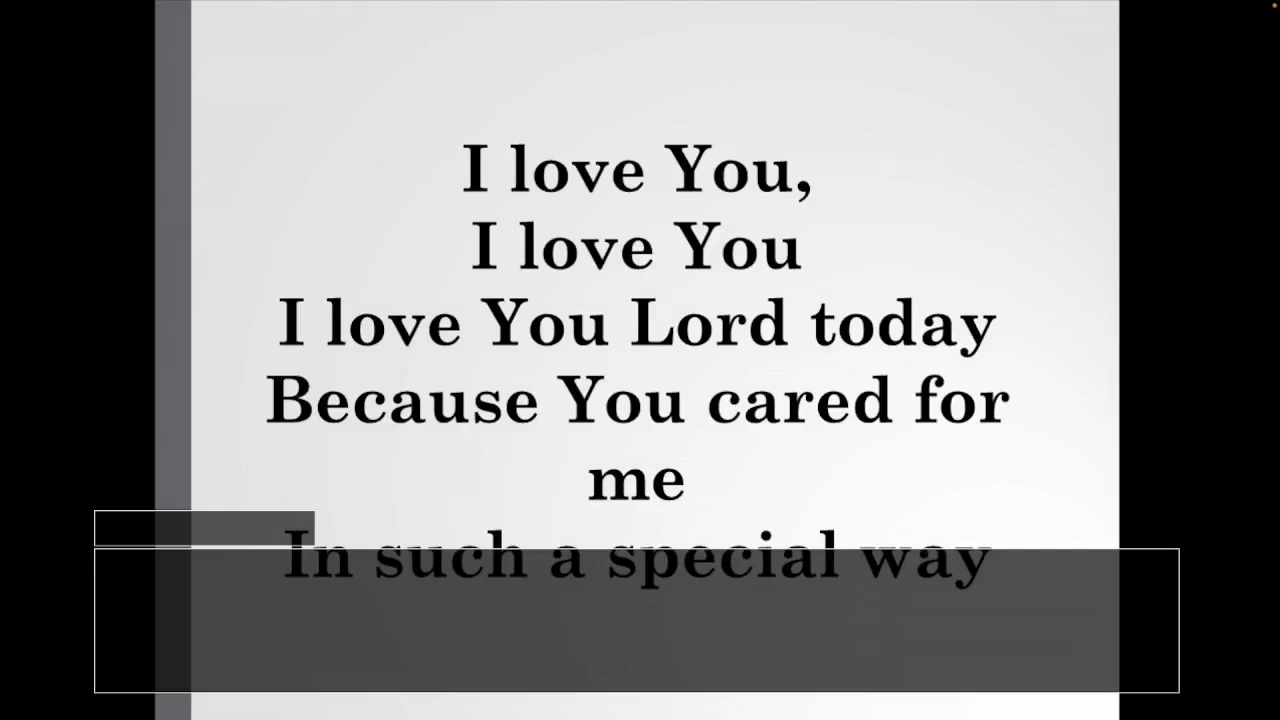 I love You,
I love You
I love You Lord today
Because You cared for
me
In such a special way